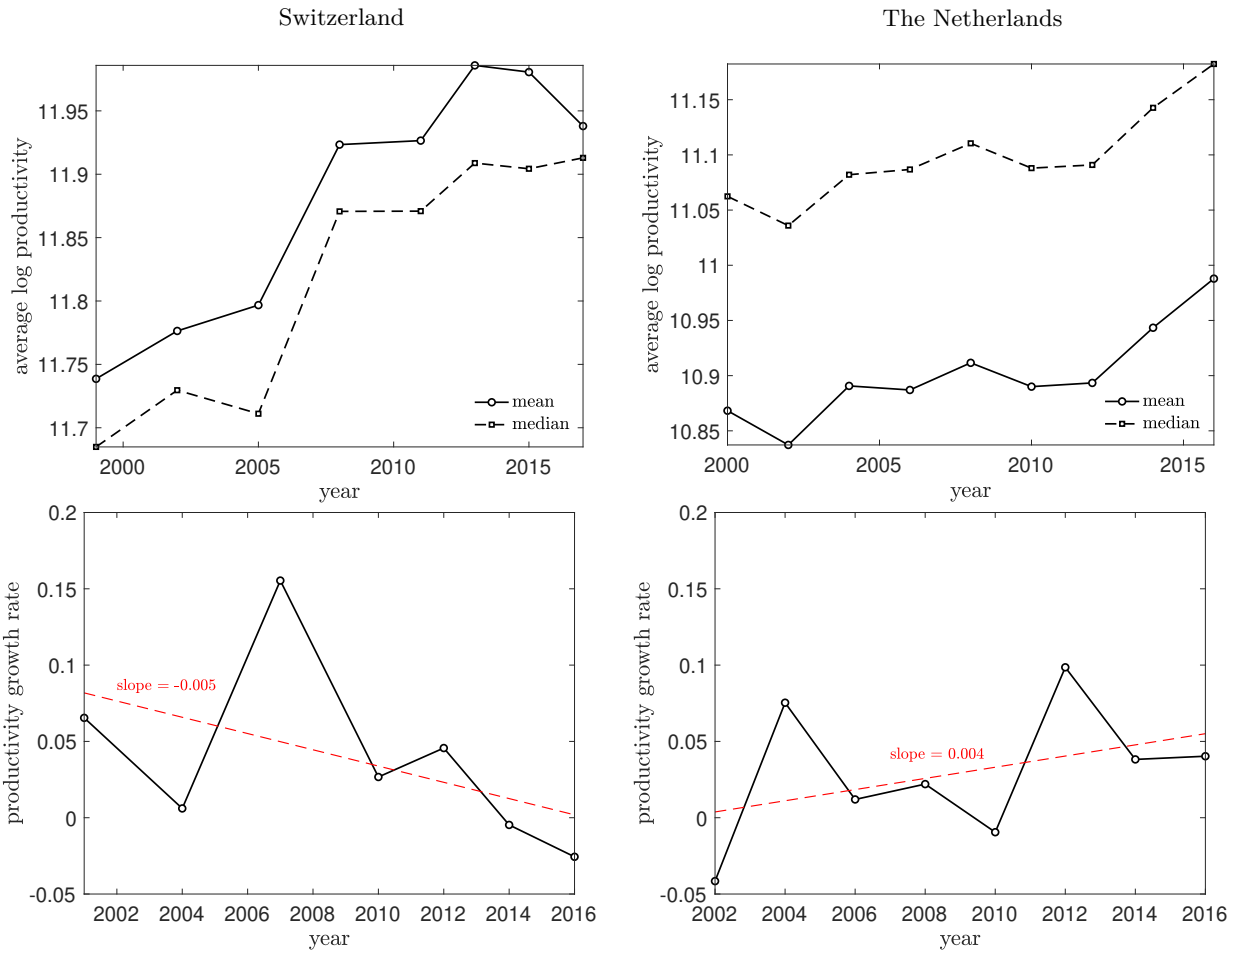 Switzerland
The Netherlands
average log productivity
11.95
11.9
11.85
11.8
11.75
11.7
mean
median
2000 2005 2010 2015
year
average log productivity
11.15
11.1
11.05
11
10.95
10.9
10.85
mean
median
2000 2005 2010 2015
year
productivity growth rate
0.2
0.15
0.1
0.05
0
-0.05
slope = -0.005
2002 2004 2006 2008 2010 2012 2014 2016
year
productivity growth rate
0.2
0.15
0.1
0.05
0
-0.05
slope = 0.004
2002 2004 2006 2008 2010 2012 2014 2016
year